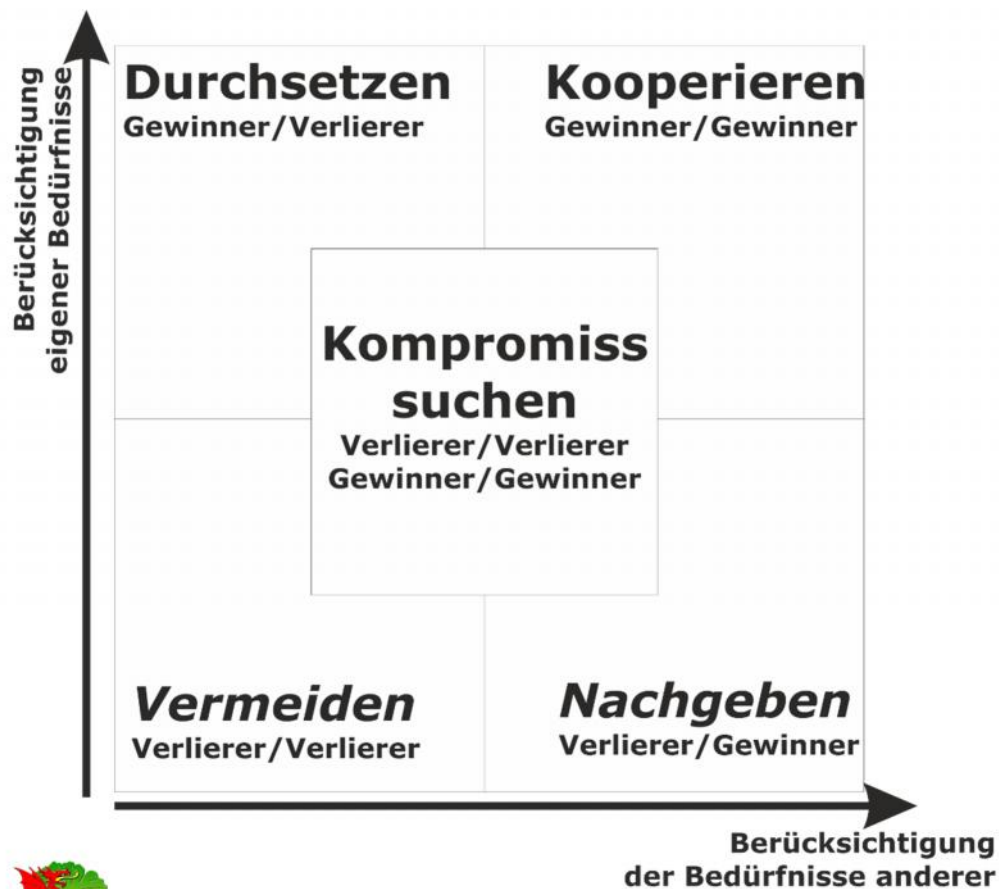 Berücksichtigung
eigener Bedürfnisse
Durchsetzen
Gewinner/Verlierer
Kooperieren
Gewinner/Gewinner
Kompromiss
suchen
Verlierer/Verlierer
Gewinner/Gewinner
Vermeiden
Verlierer/Verlierer
Nachgeben
Verlierer/Gewinner
Berücksichtigung
der Bedürfnisse anderer